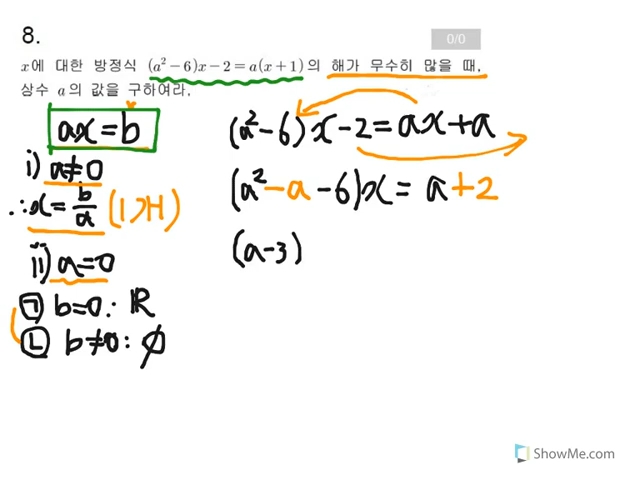 8.
0/0
x에 대한 방정식 (a²−6)x−2=a(x+1)의 해가 무수히 많을 때,
상수 a의 값을 구하여라.
ax=b
i) a≠0
∴x=b/a (1개)
ii) a=0
ㄱ b=0: ℝ
ㄴ b≠0: ∅
(a²−6)x−2=ax+a
(a²−a−6)x=a+2
(a−3)
ShowMe.com